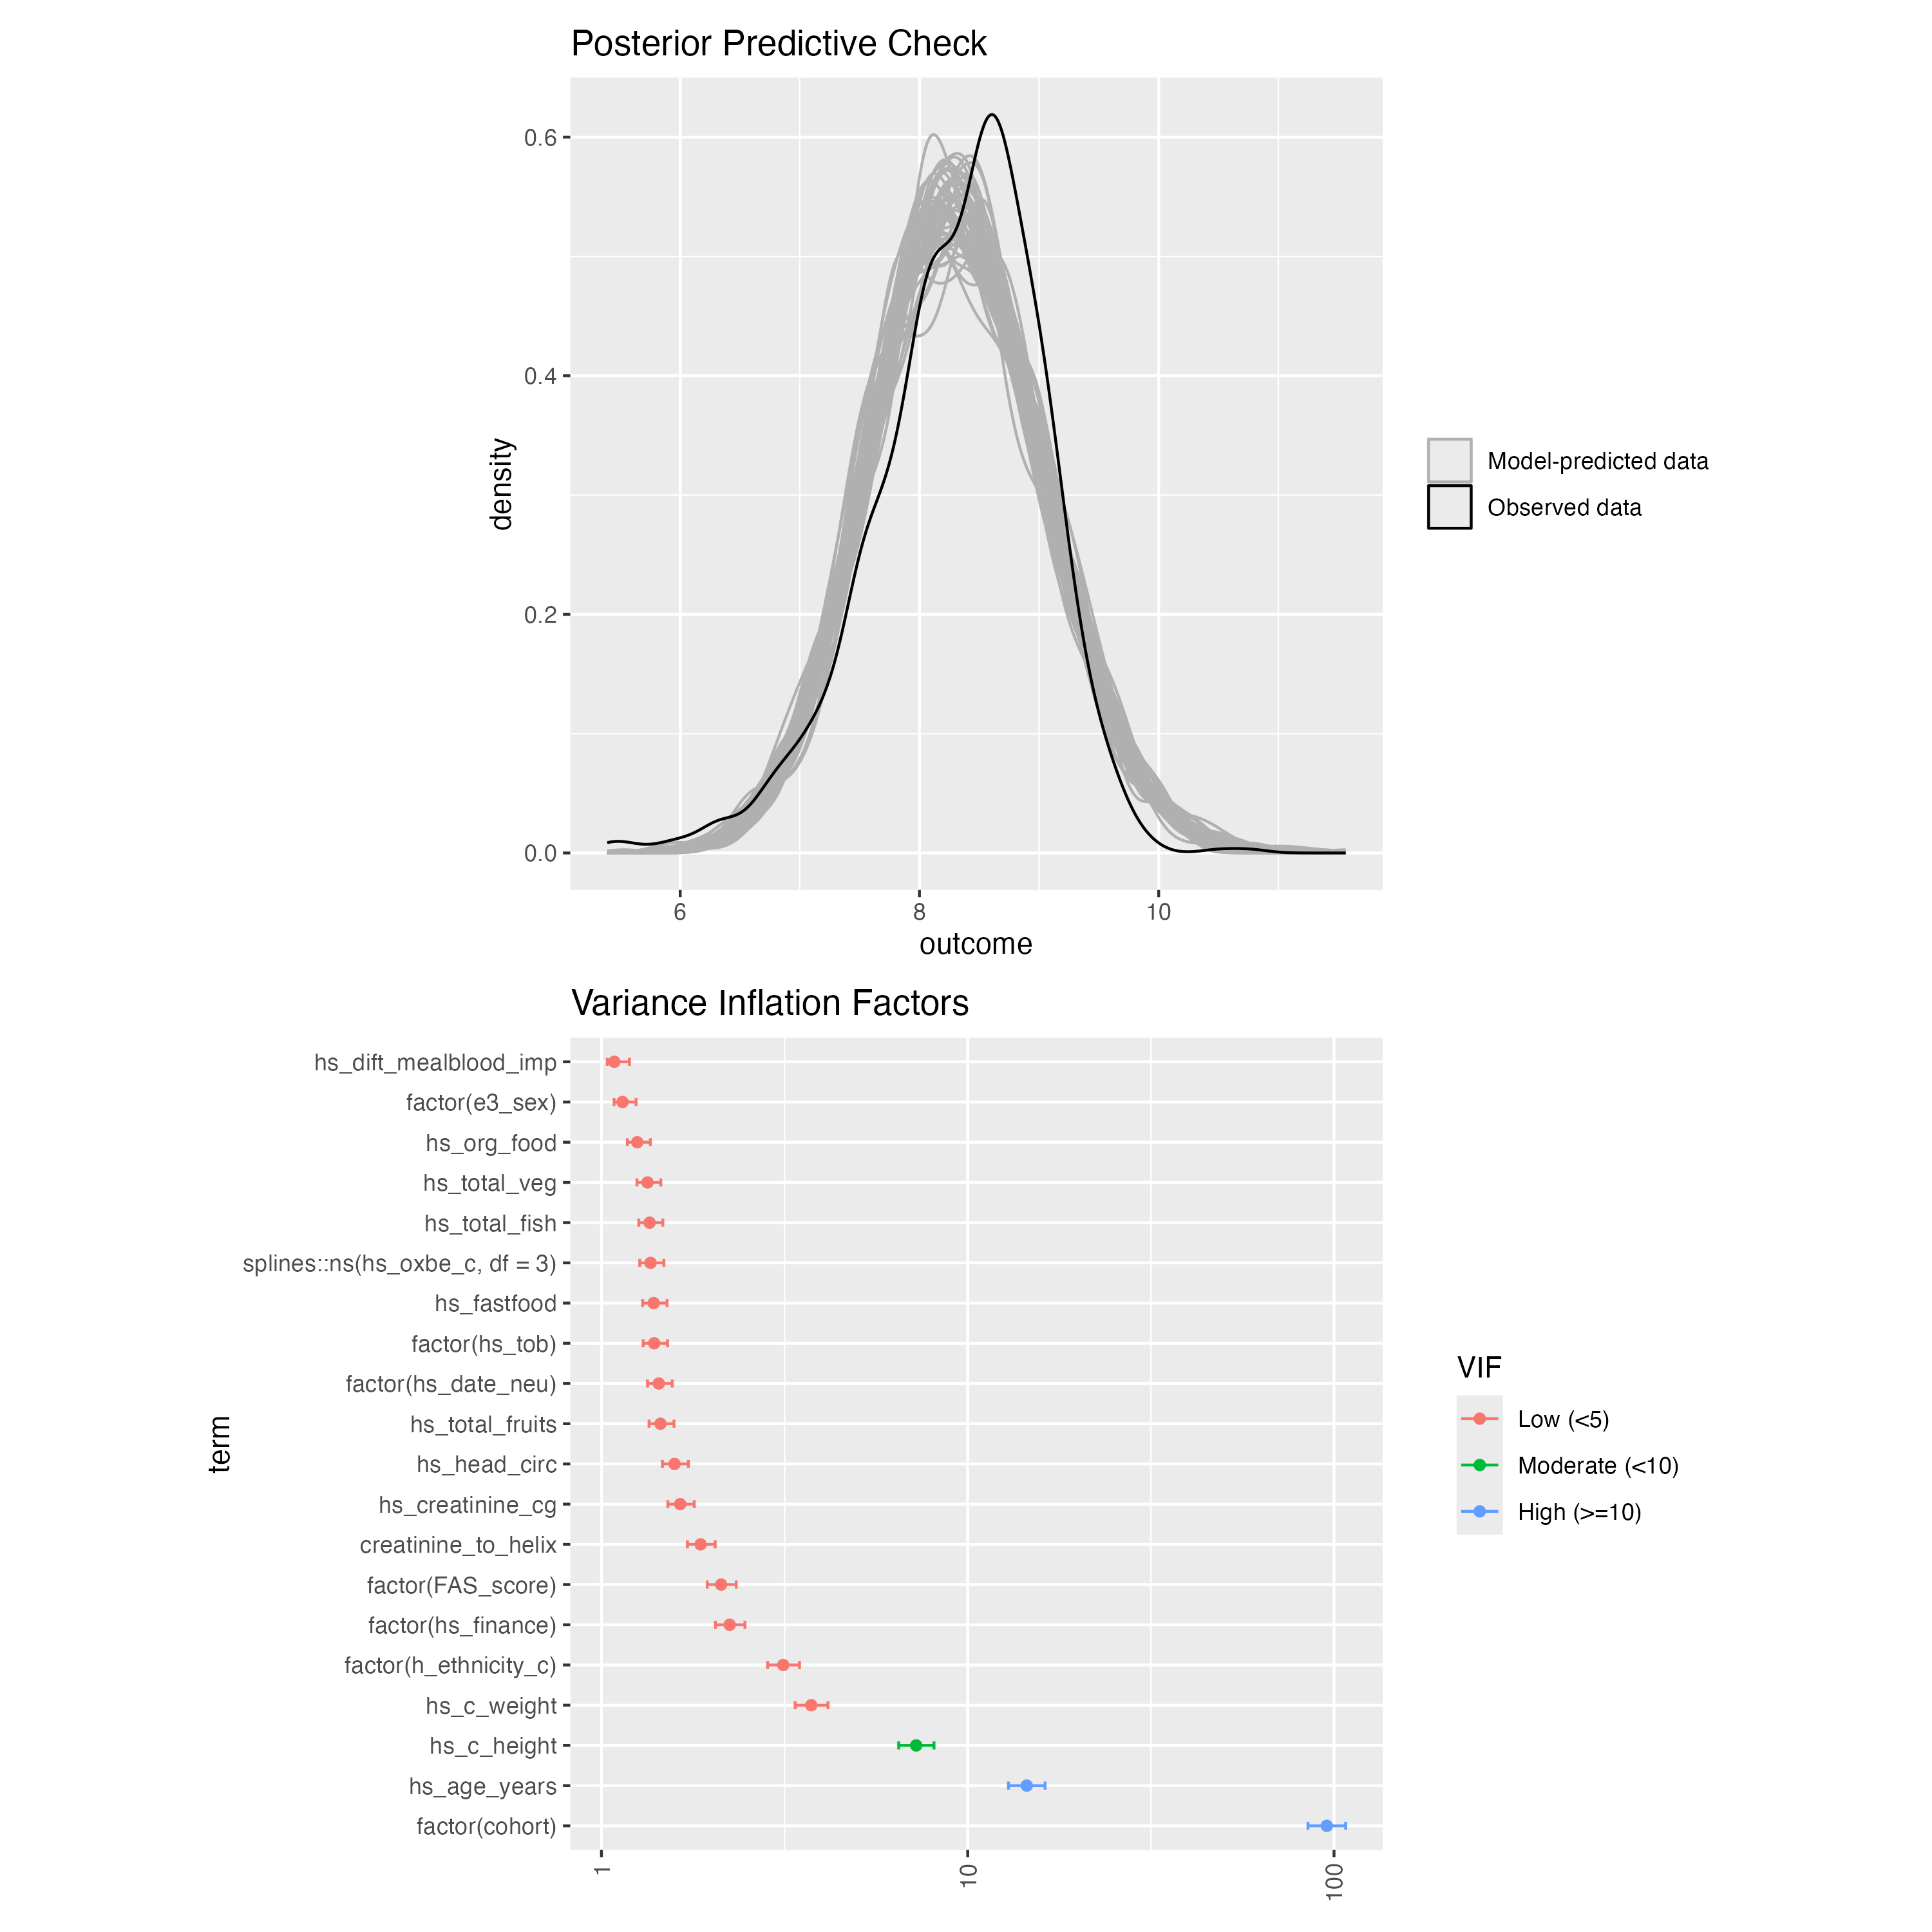 Posterior Predictive Check
density
0.6
0.4
0.2
0.0
6
8
10
outcome
Model-predicted data
Observed data
Variance Inflation Factors
term
hs_dift_mealblood_imp
factor(e3_sex)
hs_org_food
hs_total_veg
hs_total_fish
splines::ns(hs_oxbe_c, df = 3)
hs_fastfood
factor(hs_tob)
factor(hs_date_neu)
hs_total_fruits
hs_head_circ
hs_creatinine_cg
creatinine_to_helix
factor(FAS_score)
factor(hs_finance)
factor(h_ethnicity_c)
hs_c_weight
hs_c_height
hs_age_years
factor(cohort)
1
10
100
VIF
Low (<5)
Moderate (<10)
High (>=10)